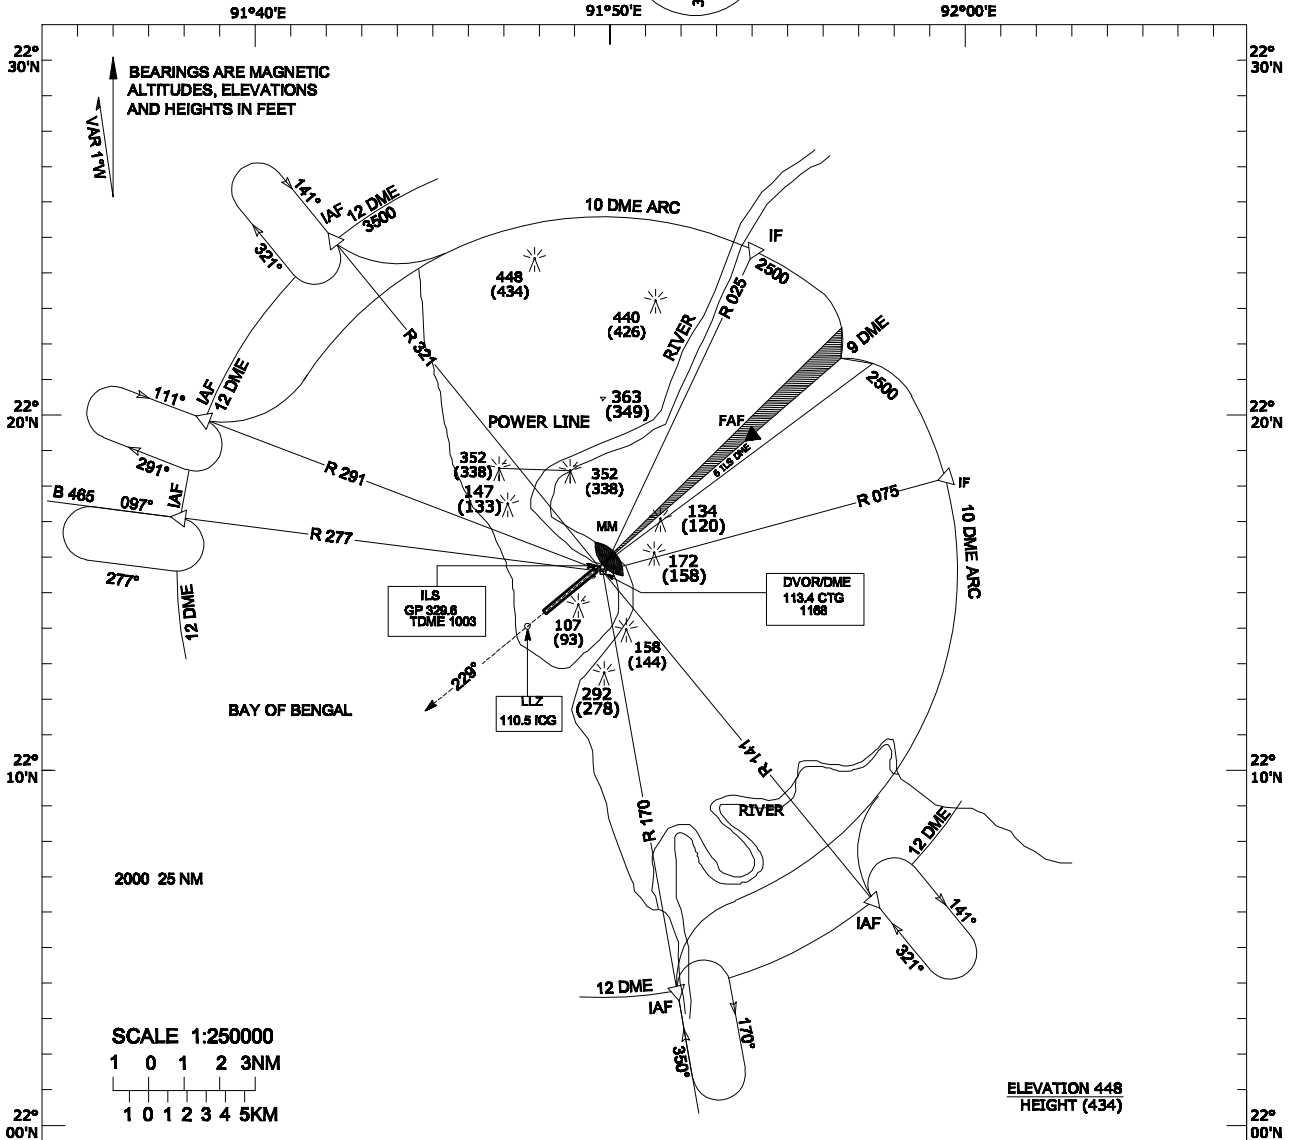 91°40'E
91°50'E
92°00'E
22°
30'N
22°
30'N
BEARINGS ARE MAGNETIC
ALTITUDES, ELEVATIONS
AND HEIGHTS IN FEET
VAR 1°W
141°
321°
IAF
12 DME
3500
10 DME ARC
IF
2500
448
(434)
440
(426)
RIVER
R 025
R 321
9 DME
2500
363
(349)
POWER LINE
FAF
6 ILS DME
IAF
12 DME
111°
291°
22°
20'N
22°
20'N
352
(338)
352
(338)
147
(133)
R 291
R 075
IF
10 DME ARC
B 465
097°
IAF
277°
12 DME
R 277
MM
134
(120)
172
(158)
ILS
GP 329.6
TDME 1003
DVOR/DME
113.4 CTG
1168
107
(93)
158
(144)
292
(278)
229°
LLZ
110.5 ICG
BAY OF BENGAL
R 141
R 170
RIVER
22°
10'N
22°
10'N
12 DME
2000 25 NM
IAF
141°
321°
12 DME
IAF
170°
350°
SCALE 1:250000
1 0 1 2 3NM
1 0 1 2 3 4 5KM
ELEVATION 448
HEIGHT (434)
22°
00'N
22°
00'N